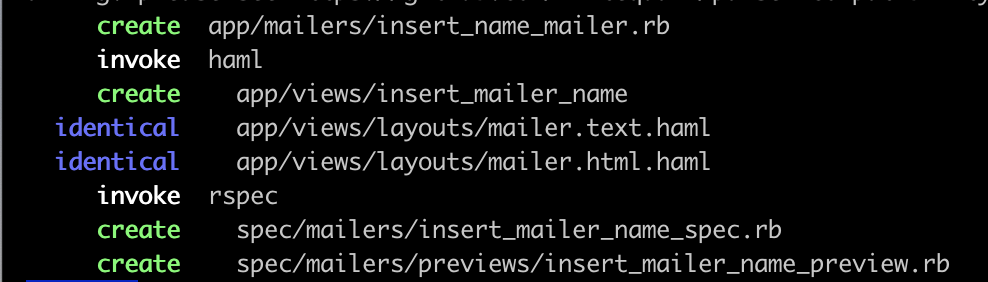 create app/mailers/insert_name_mailer.rb
invoke haml
create app/views/insert_mailer_name
identical app/views/layouts/mailer.text.haml
identical app/views/layouts/mailer.html.haml
invoke rspec
create spec/mailers/insert_mailer_name_spec.rb
create spec/mailers/previews/insert_mailer_name_preview.rb